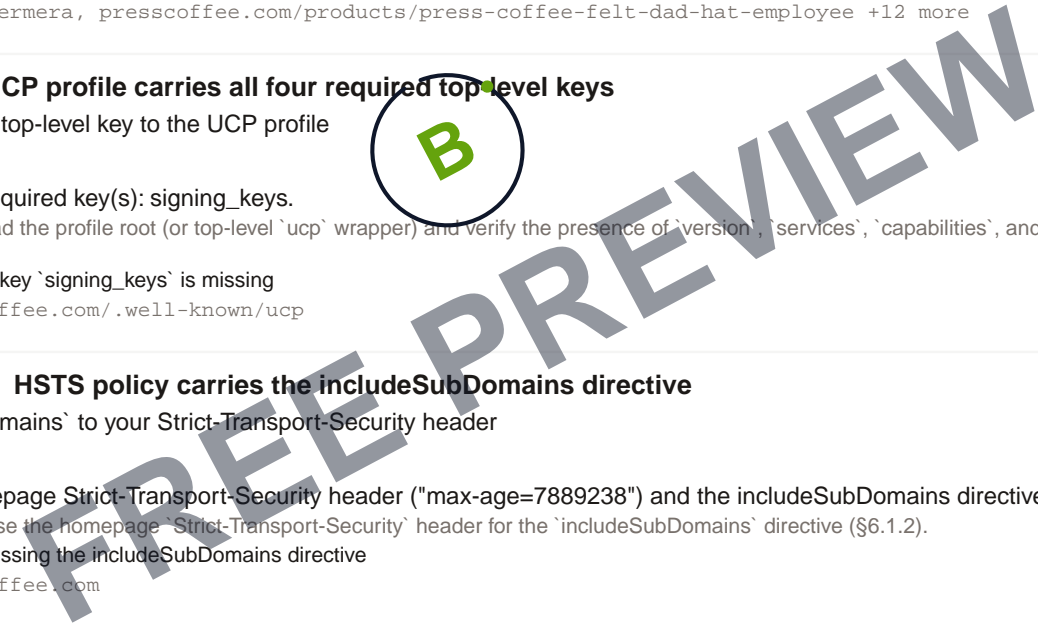 ermera, presscoffee.com/products/press-coffee-felt-dad-hat-employee +12 more
CP profile carries all four required top-level keys
top-level key to the UCP profile
B
quired key(s): signing_keys.
d the profile root (or top-level `ucp` wrapper) and verify the presence of `version`, `services`, `capabilities`, and
key `signing_keys` is missing
ffee.com/.well-known/ucp
HSTS policy carries the includeSubDomains directive
mains` to your Strict-Transport-Security header
epage Strict-Transport-Security header ("max-age=7889238") and the includeSubDomains directive
se the homepage `Strict-Transport-Security` header for the `includeSubDomains` directive (§6.1.2).
ssing the includeSubDomains directive
ffee.com
FREE PREVIEW